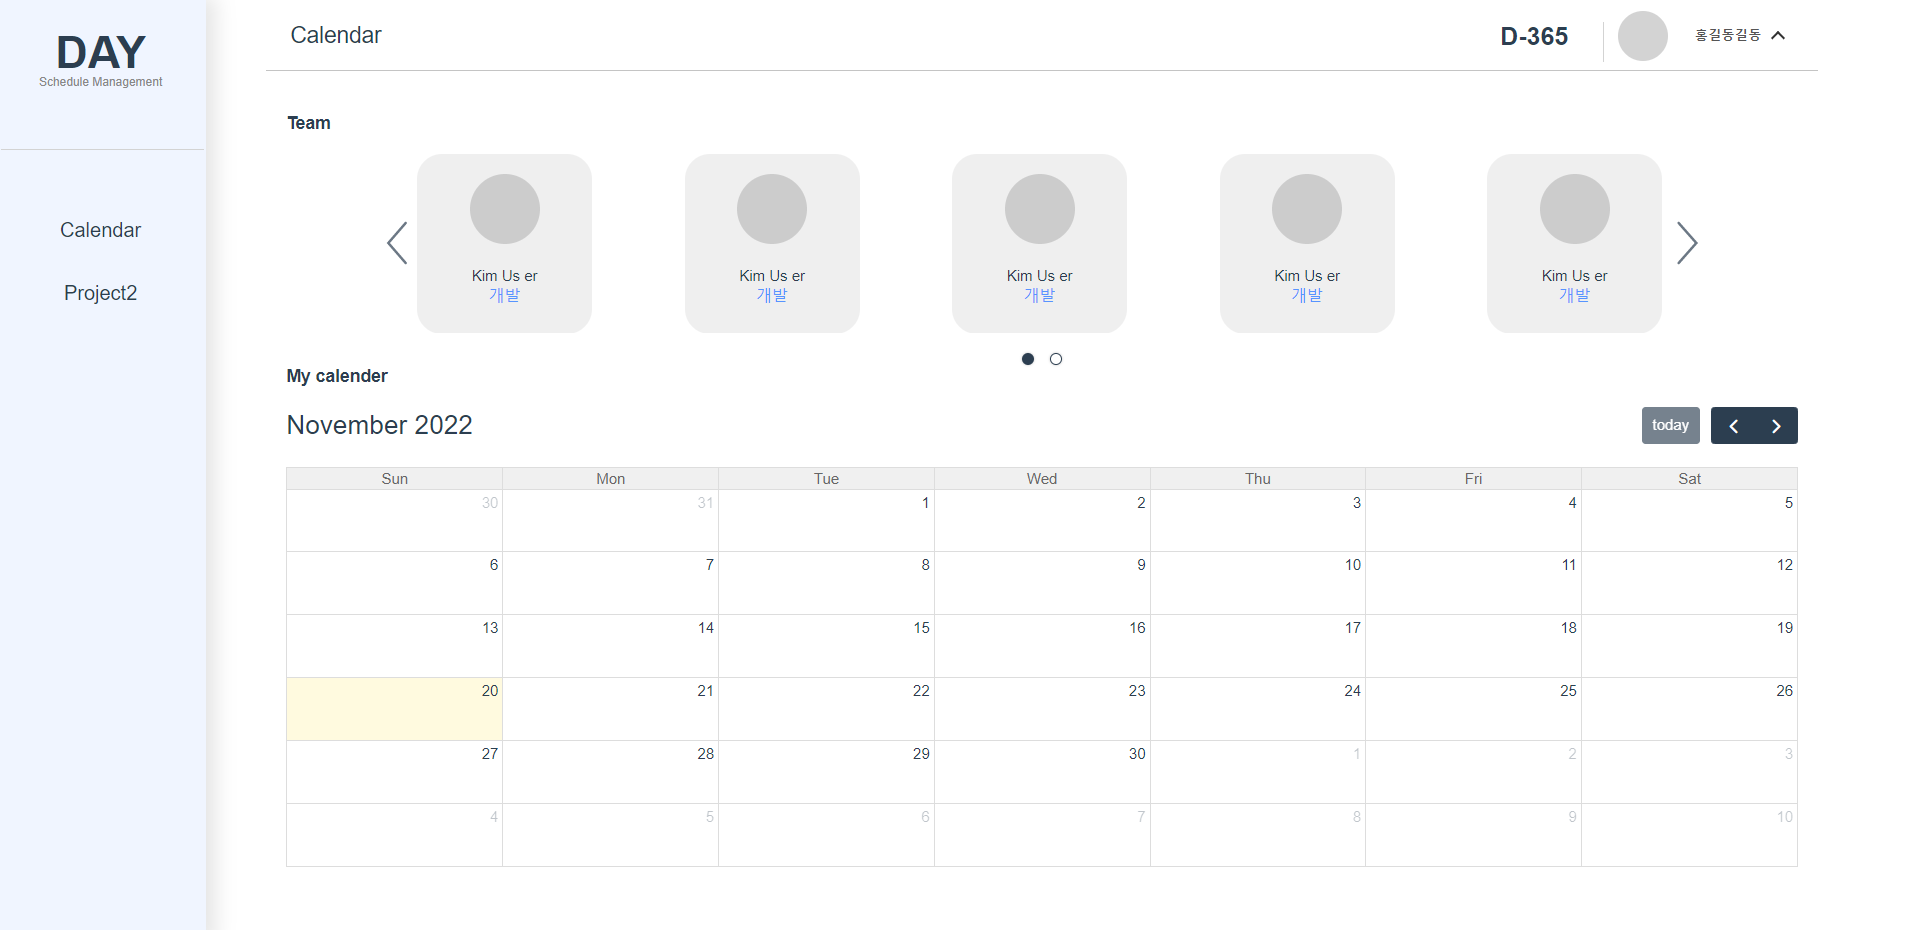 DAY
Schedule Management
Calendar
Project2
Calendar
D-365
홍길동길동
Team
Kim Us er
개발
Kim Us er
개발
Kim Us er
개발
Kim Us er
개발
Kim Us er
개발
My calender
November 2022
today
Sun Mon Tue Wed Thu Fri Sat
30 31 1 2 3 4 5
6 7 8 9 10 11 12
13 14 15 16 17 18 19
20 21 22 23 24 25 26
27 28 29 30 1 2 3
4 5 6 7 8 9 10